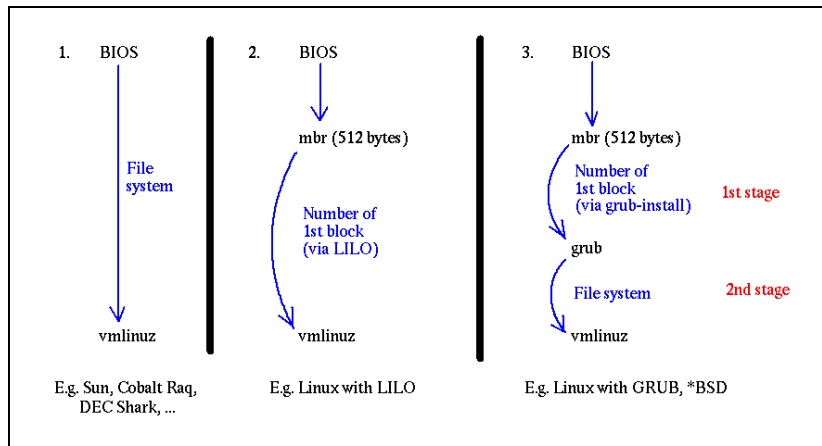 1. BIOS
File
system
vmlinuz
E.g. Sun, Cobalt Raq,
DEC Shark, ...
2. BIOS
mbr (512 bytes)
Number of
1st block
(via LILO)
vmlinuz
E.g. Linux with LILO
3. BIOS
mbr (512 bytes)
Number of
1st block
(via grub-install)
1st stage
grub
File system
2nd stage
vmlinuz
E.g. Linux with GRUB, *BSD